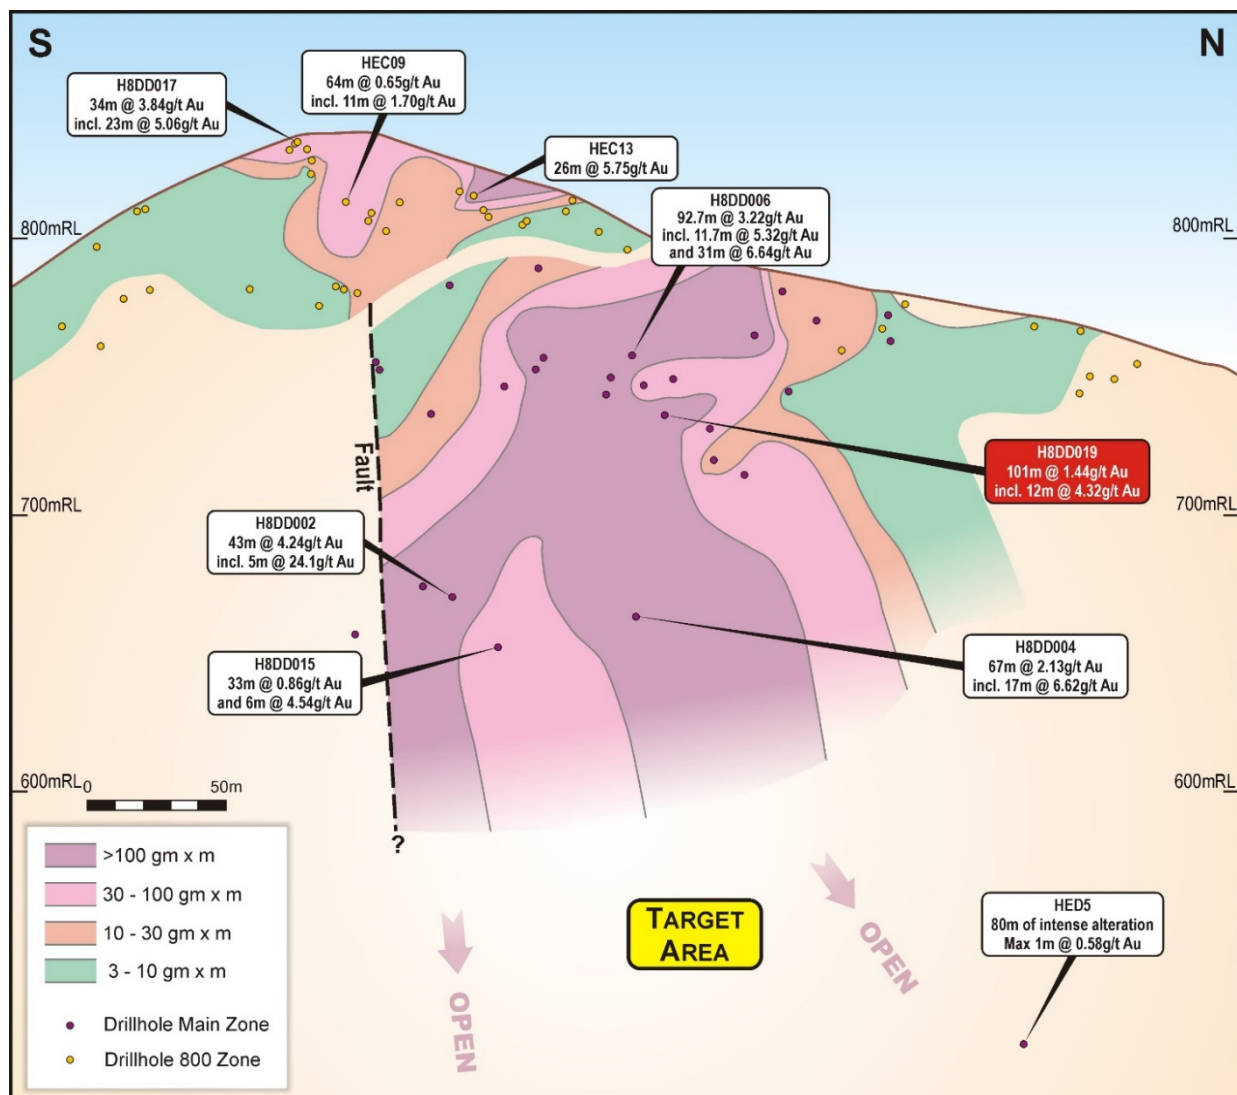 S
N
HEC09
64m @ 0.65g/t Au
incl. 11m @ 1.70g/t Au
H8DD017
34m @ 3.84g/t Au
incl. 23m @ 5.06g/t Au
HEC13
26m @ 5.75g/t Au
H8DD006
92.7m @ 3.22g/t Au
incl. 11.7m @ 5.32g/t Au
and 31m @ 6.64g/t Au
800mRL
800mRL
H8DD019
101m @ 1.44g/t Au
incl. 12m @ 4.32g/t Au
Fault
700mRL
700mRL
H8DD002
43m @ 4.24g/t Au
incl. 5m @ 24.1g/t Au
H8DD015
33m @ 0.86g/t Au
and 6m @ 4.54g/t Au
H8DD004
67m @ 2.13g/t Au
incl. 17m @ 6.62g/t Au
600mRL
600mRL
0
50m
?
>100 gm x m
30 - 100 gm x m
10 - 30 gm x m
3 - 10 gm x m
Drillhole Main Zone
Drillhole 800 Zone
OPEN
TARGET
AREA
OPEN
HED5
80m of intense alteration
Max 1m @ 0.58g/t Au